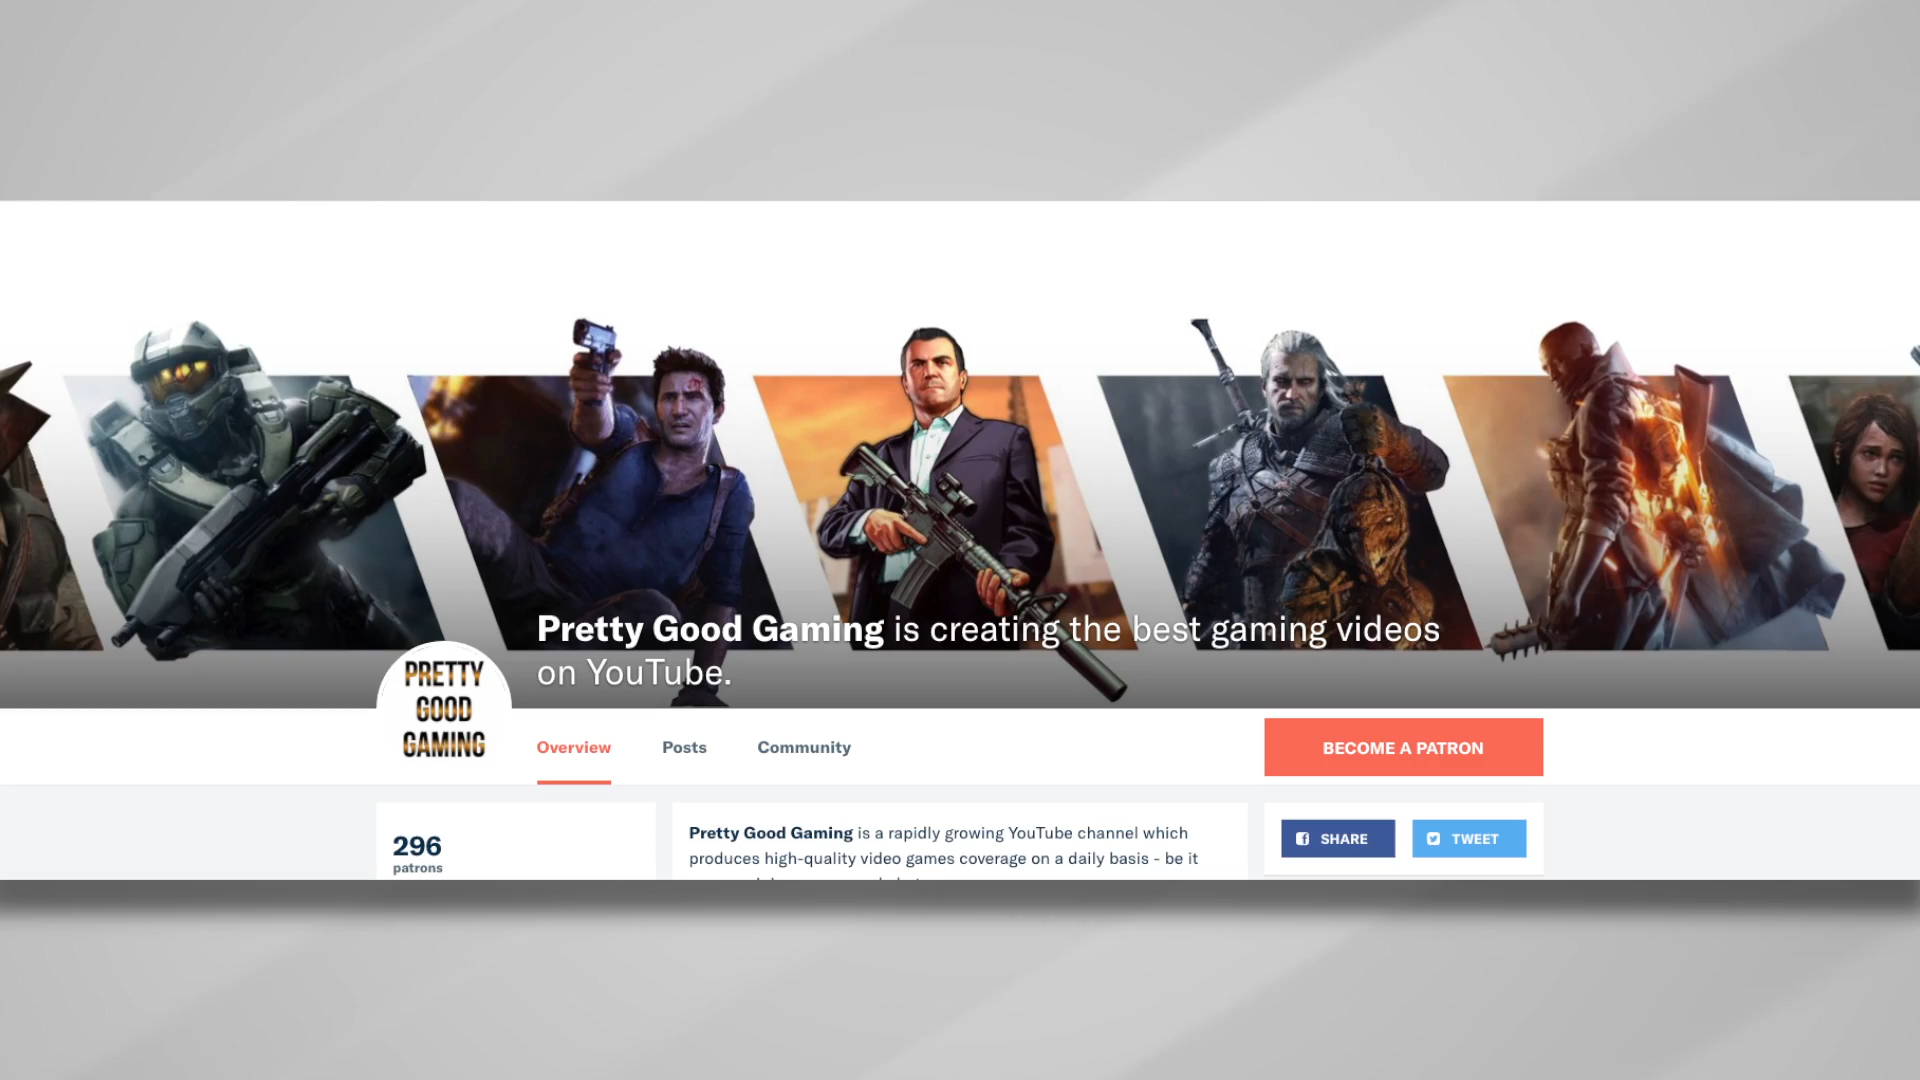 Pretty Good Gaming is creating the best gaming videos
on YouTube.
PRETTY
GOOD
GAMING
Overview
Posts
Community
BECOME A PATRON
296
patrons
Pretty Good Gaming is a rapidly growing YouTube channel which
produces high-quality video games coverage on a daily basis - be it
SHARE
TWEET